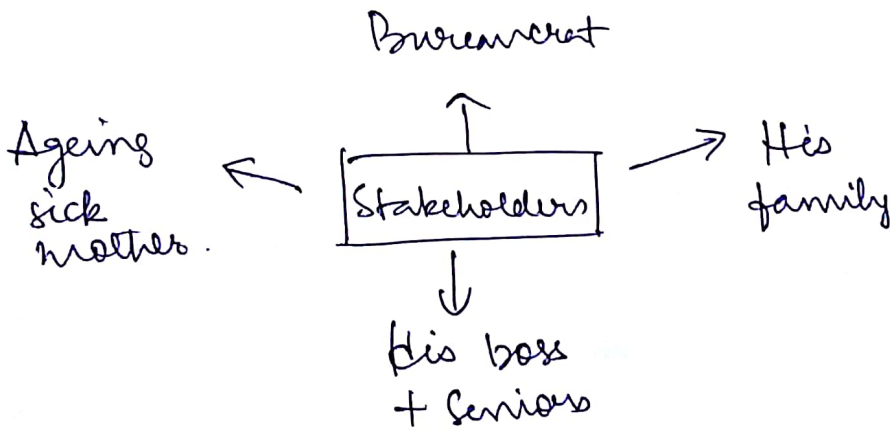 Bureaucrat
Ageing
sick
mother.
Stakeholders
His
family
His boss
+ Seniors